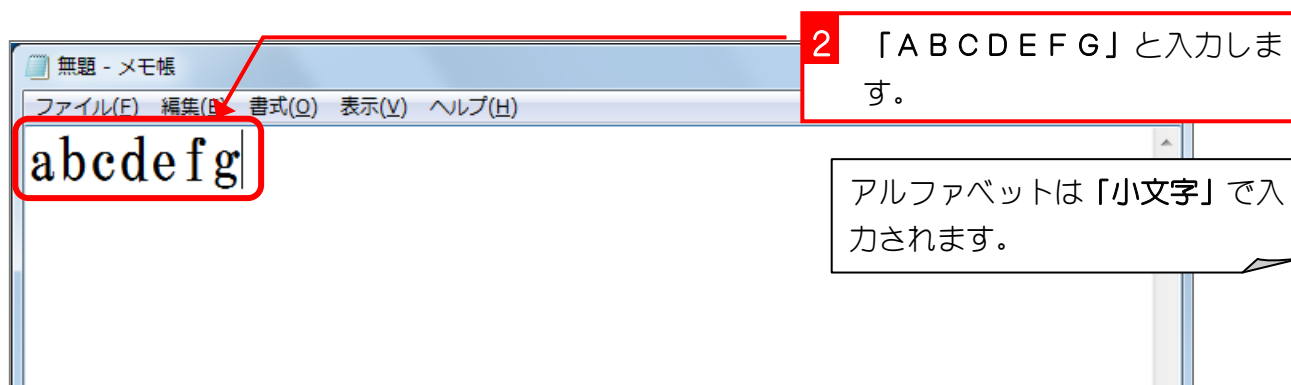 2 「ＡＢＣＤＥＦＧ」と入力しま
す。
無題 - メモ帳
ファイル(F) 編集(E) 書式(O) 表示(V) ヘルプ(H)
abcdefg
アルファベットは「小文字」で入
力されます。